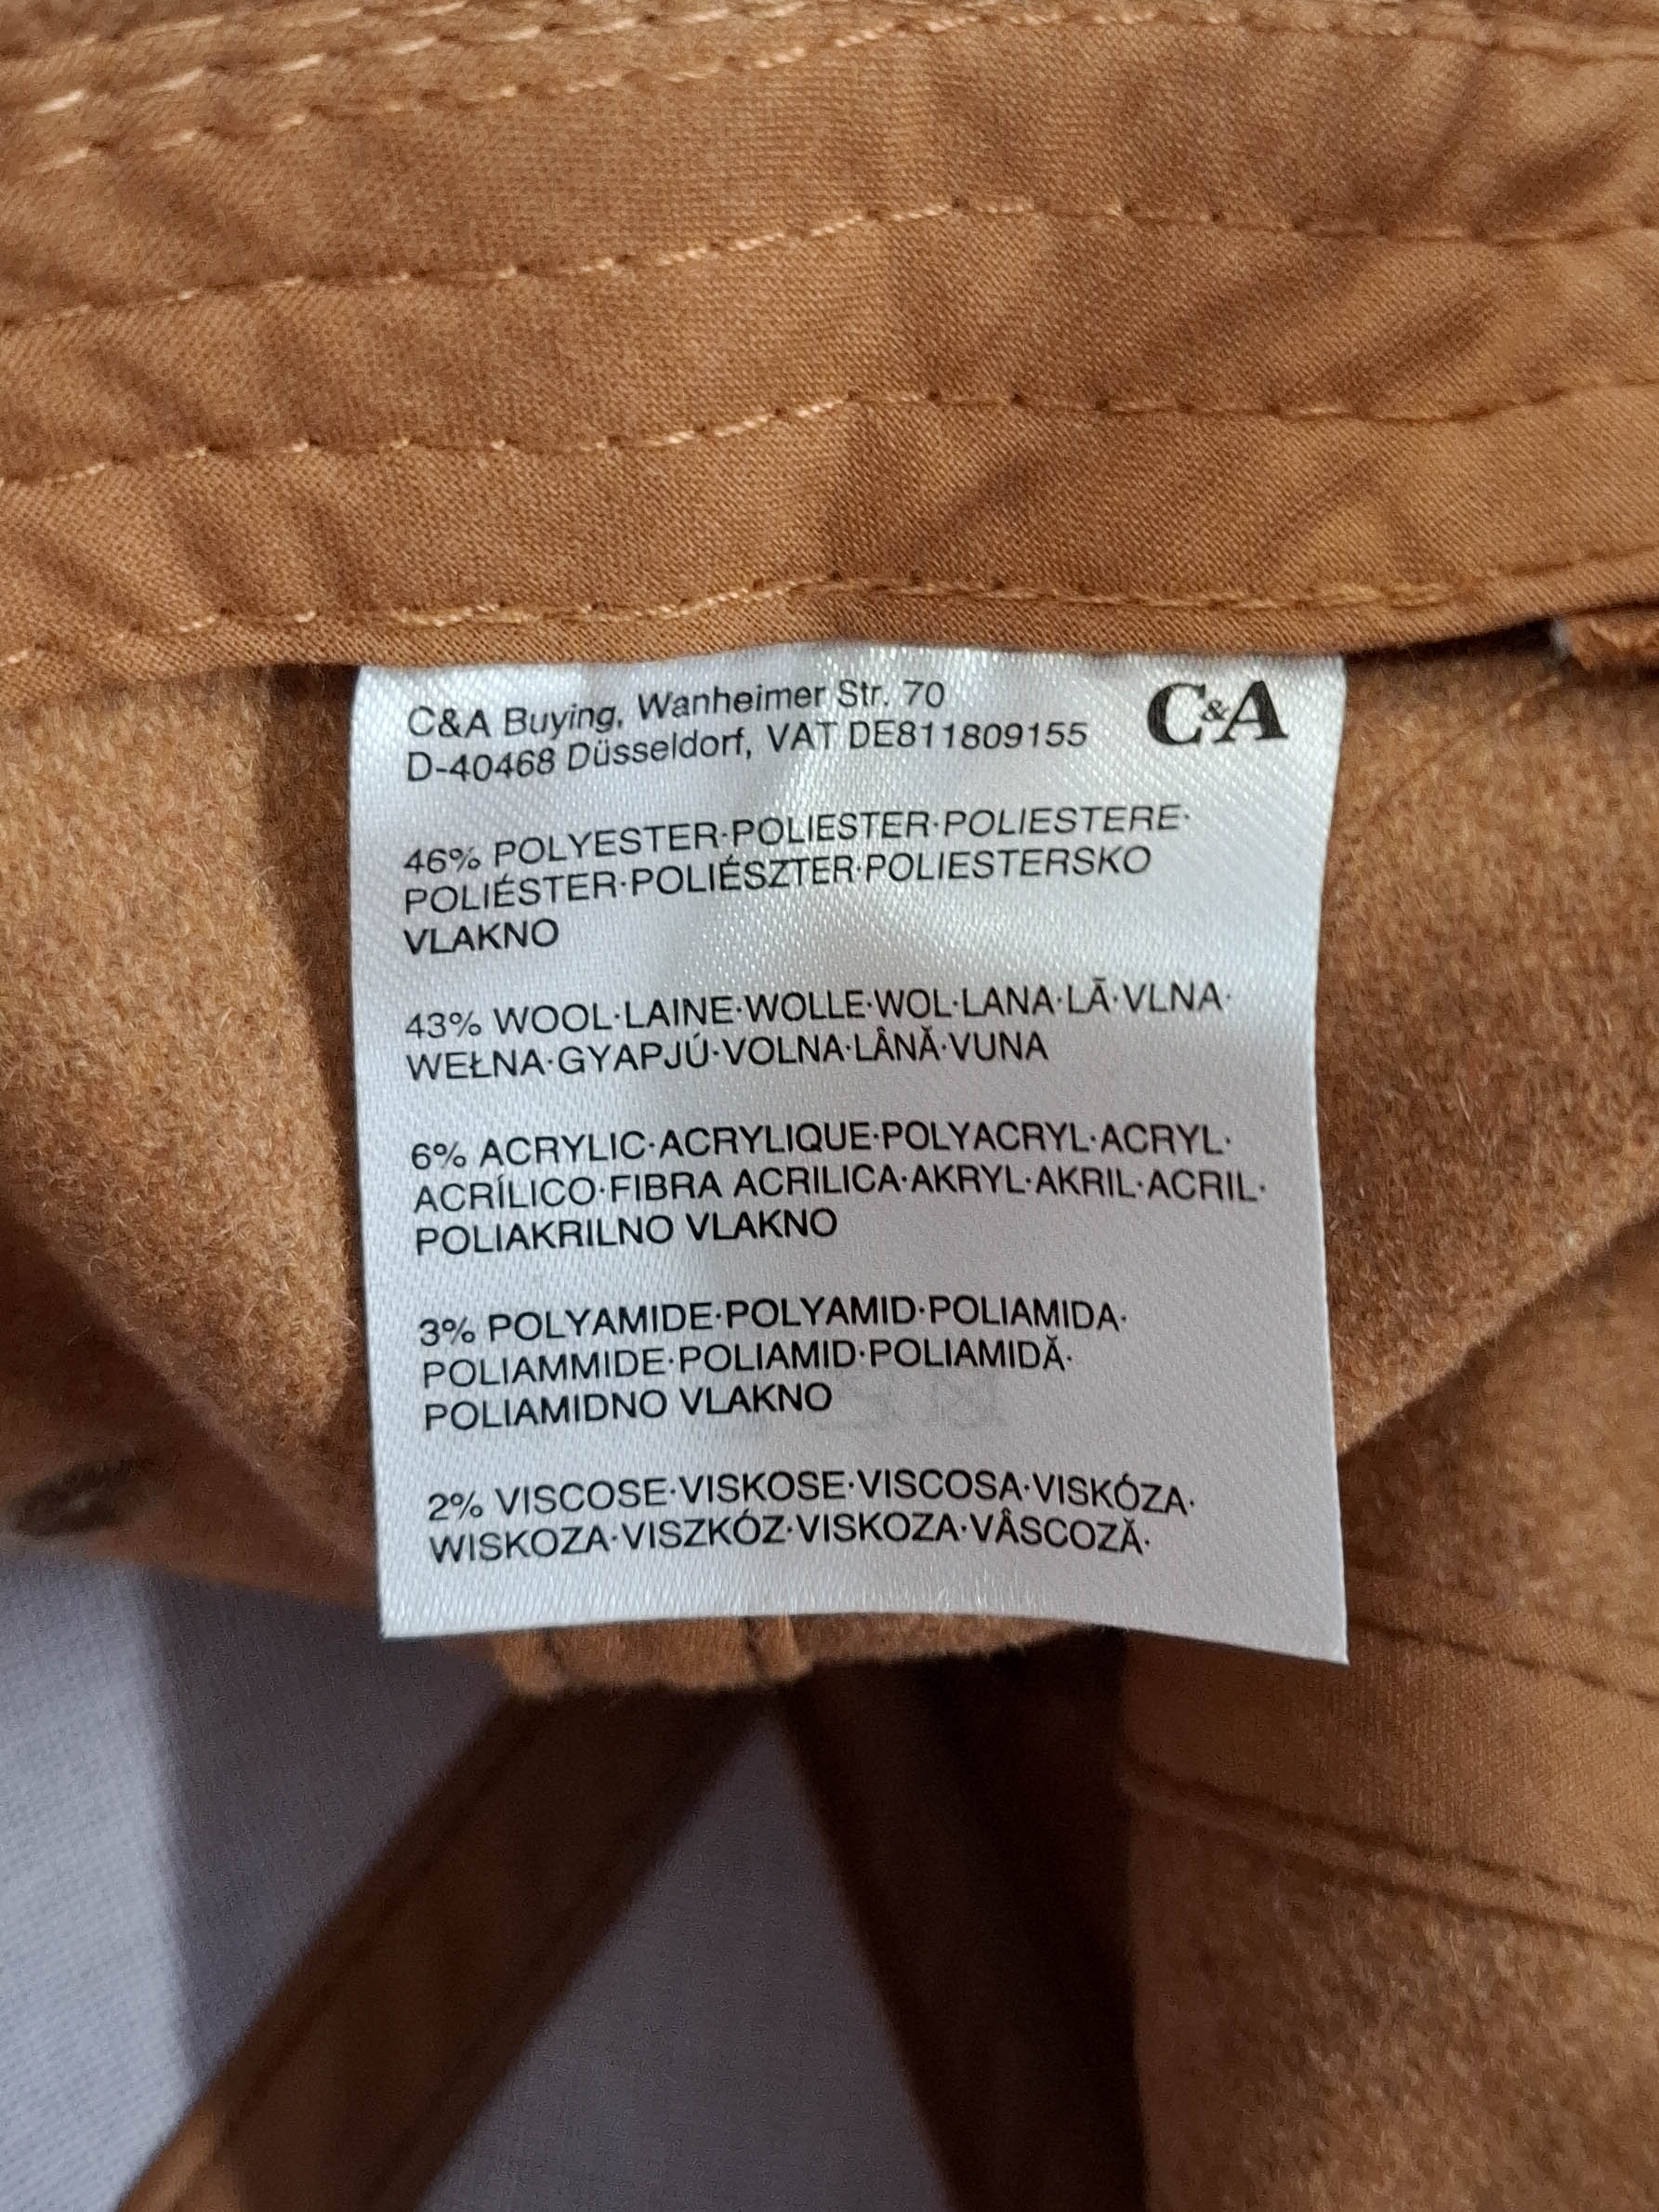 C&A Buying, Wanheimer Str. 70
D-40468 Düsseldorf, VAT DE811809155
C&A
46% POLYESTER·POLIESTER·POLIESTERE·
POLIÉSTER·POLIÉSZTER·POLIESTERSKO
VLAKNO
43% WOOL·LAINE·WOLLE·WOL·LANA·LÃ·VLNA·
WEŁNA·GYAPJÚ·VOLNA·LÂNĂ·VUNA
6% ACRYLIC·ACRYLIQUE·POLYACRYL·ACRYL·
ACRÍLICO·FIBRA ACRILICA·AKRYL·AKRIL·ACRIL·
POLIAKRILNO VLAKNO
3% POLYAMIDE·POLYAMID·POLIAMIDA·
POLIAMMIDE·POLIAMID·POLIAMIDĂ·
POLIAMIDNO VLAKNO
2% VISCOSE·VISKOSE·VISCOSA·VISKÓZA·
WISKOZA·VISZKÓZ·VISKOZA·VÂSCOZĂ·